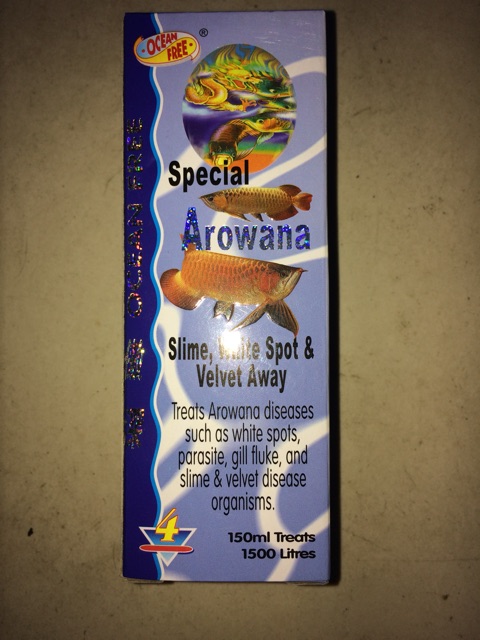 OCEAN
FREE
®
OCEAN FREE
Special
Arowana
Slime, White Spot &
Velvet Away
Treats Arowana diseases
such as white spots,
parasite, gill fluke, and
slime & velvet disease
organisms.
4
150ml Treats
1500 Litres